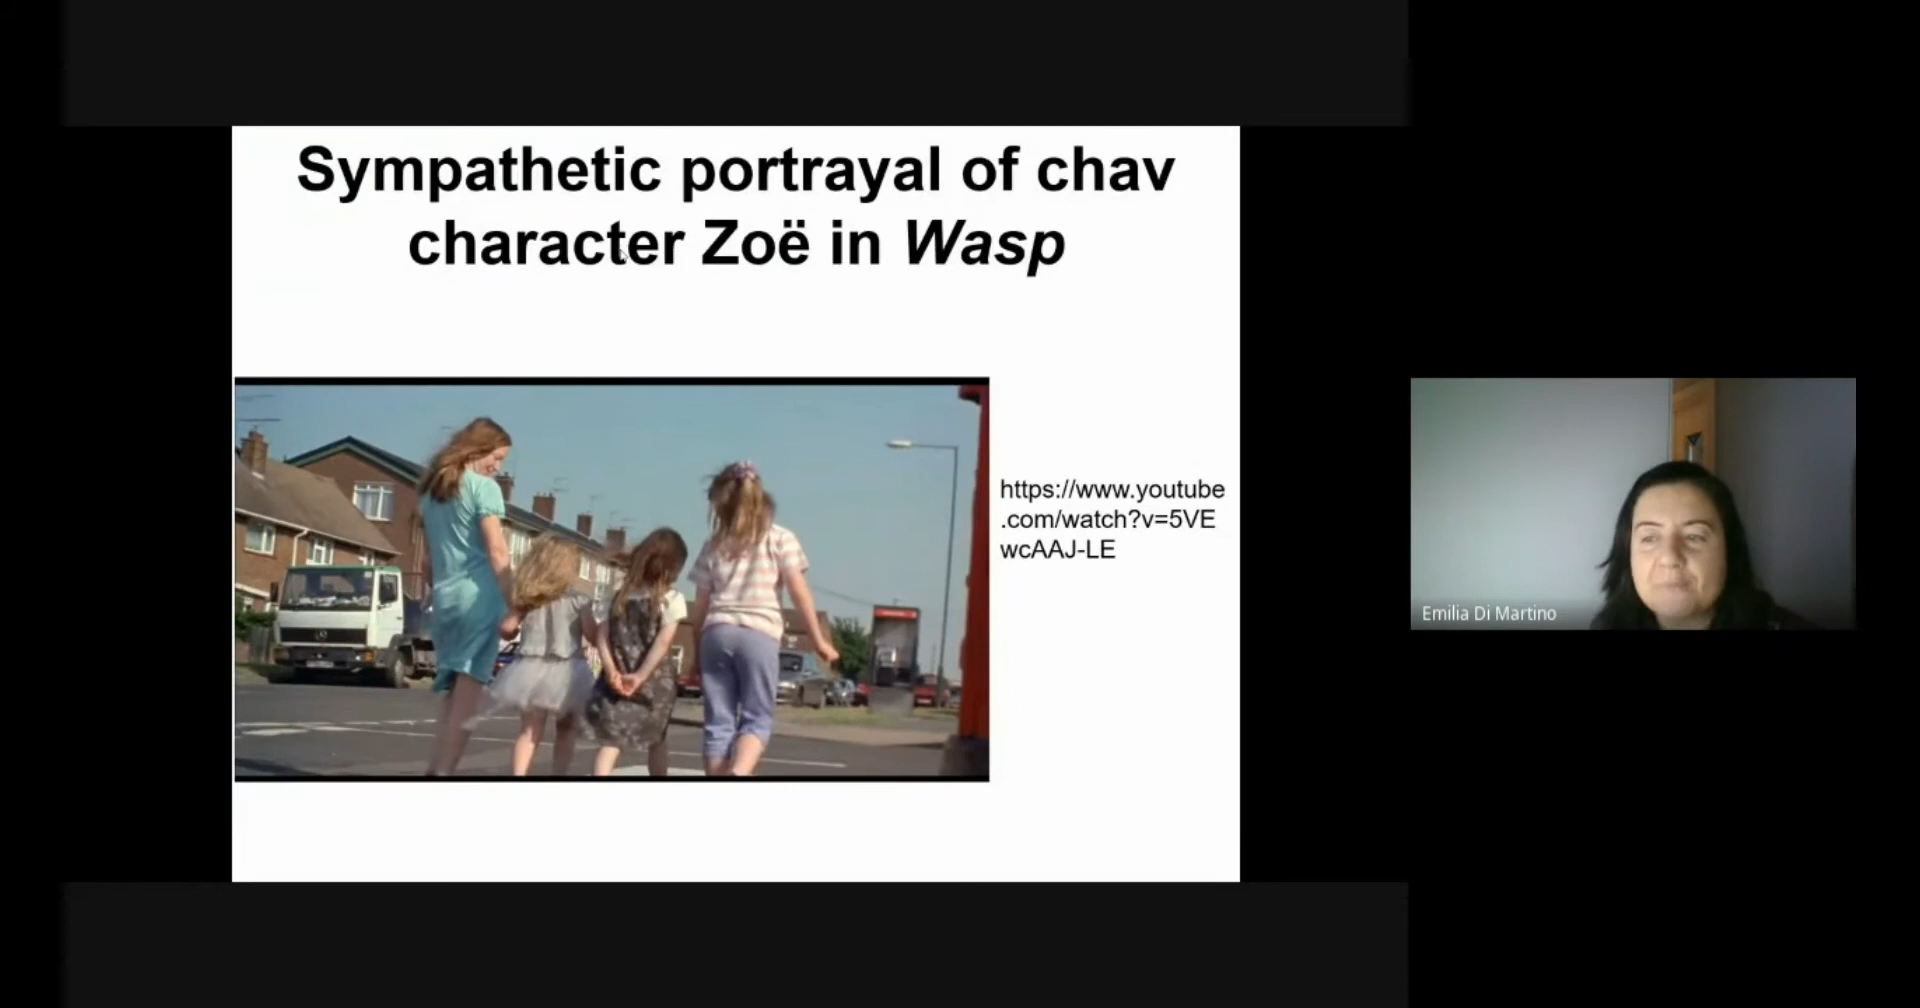 Sympathetic portrayal of chav
character Zoë in Wasp
https://www.youtube
.com/watch?v=5VE
wcAAJ-LE
Emilia Di Martino